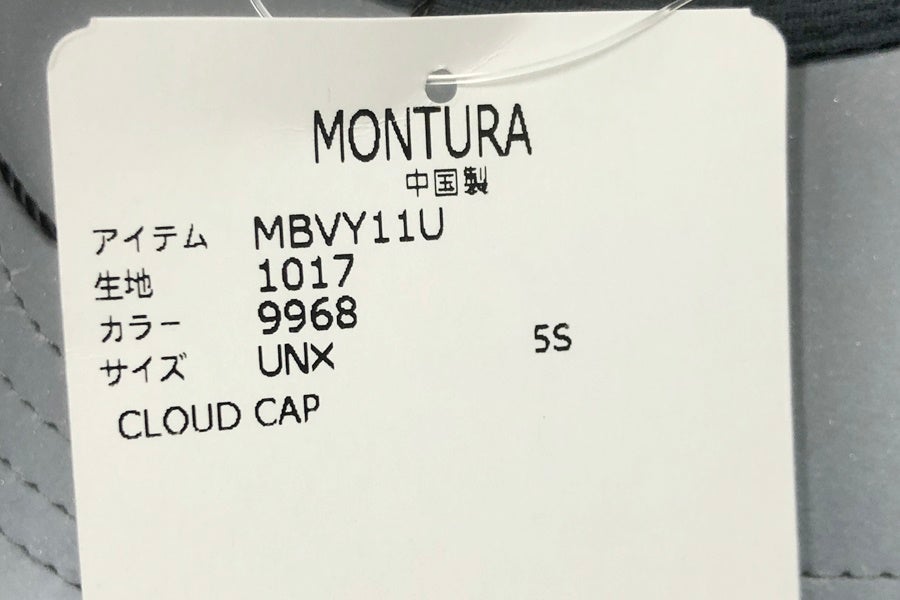 MONTURA
中国製
アイテム MBVY11U
生地 1017
カラー 9968
サイズ UNX 5S
CLOUD CAP